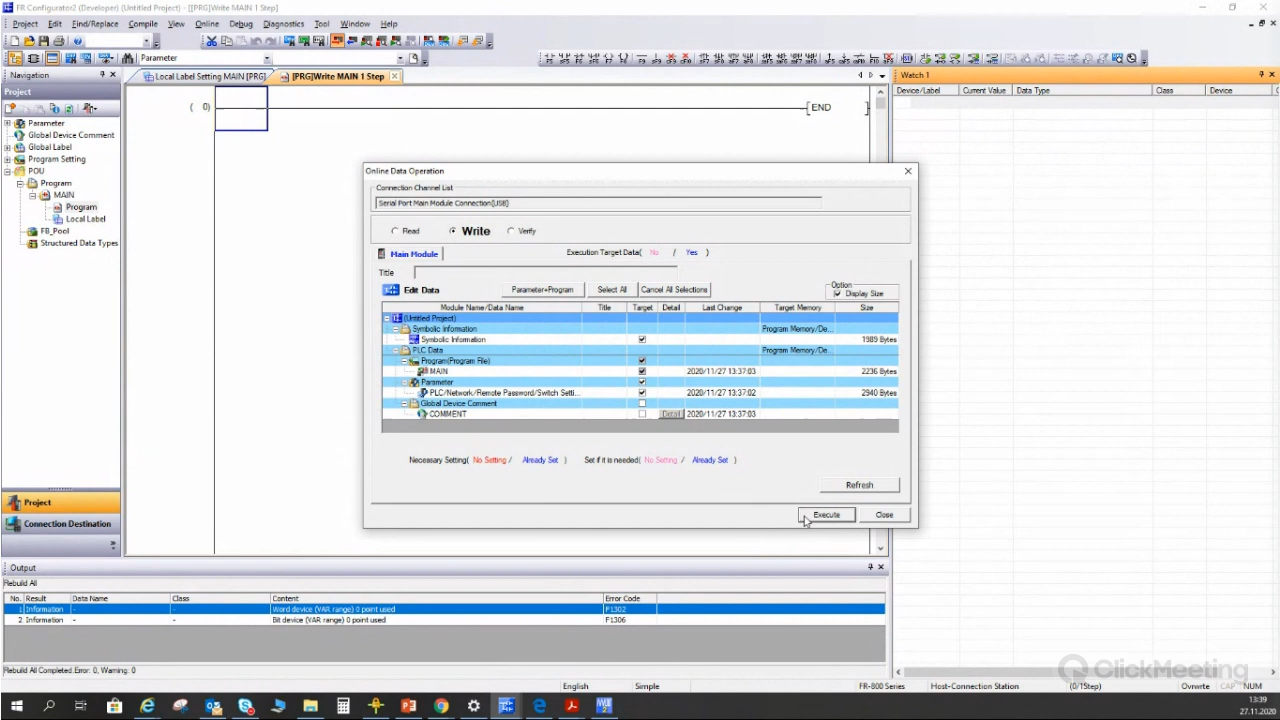 FR Configurator2 (Developer) (Untitled Project) - [[PRG]Write MAIN 1 Step]
Project Edit Find/Replace Compile View Online Debug Diagnostics Tool Window Help
Parameter
Navigation
Project
Parameter
Global Device Comment
Global Label
Program Setting
POU
Program
MAIN
Program
Local Label
FB_Pool
Structured Data Types
Project
Connection Destination
Local Label Setting MAIN [PRG]
[PRG]Write MAIN 1 Step
( 0)
END
Watch 1
Device/Label Current Value Data Type Class Device
Online Data Operation
Connection Channel List
Serial Port Main Module Connection(USB)
Read Write Verify
Main Module
Execution Target Data( No / Yes )
Title
Edit Data
Parameter+Program
Select All
Cancel All Selections
Option
Display Size
Module Name/Data Name Title Target Detail Last Change Target Memory Size
(Untitled Project)
Symbolic Information Program Memory/De...
Symbolic Information 1989 Bytes
PLC Data Program Memory/De...
Program(Program File)
MAIN 2020/11/27 13:37:03 2236 Bytes
Parameter
PLC/Network/Remote Password/Switch Setti... 2020/11/27 13:37:02 2940 Bytes
Global Device Comment
COMMENT Detail 2020/11/27 13:37:03
Necessary Setting( No Setting / Already Set ) Set if it is needed( No Setting / Already Set )
Refresh
Execute
Close
Output
Rebuild All
No. Result Data Name Class Content Error Code
1 Information - - Word device (VAR range) 0 point used F1302
2 Information - - Bit device (VAR range) 0 point used F1306
Rebuild All Completed.Error: 0, Warning: 0
ClickMeeting
English Simple FR-800 Series Host-Connection Station (0/1Step) Ovrwrte CAP NUM
13:39
27.11.2020